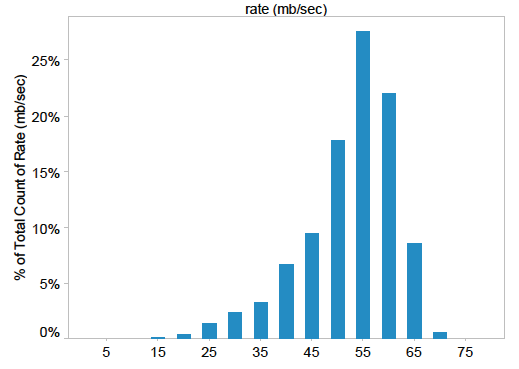 rate (mb/sec)
% of Total Count of Rate (mb/sec)
25%
20%
15%
10%
5%
0%
5 15 25 35 45 55 65 75